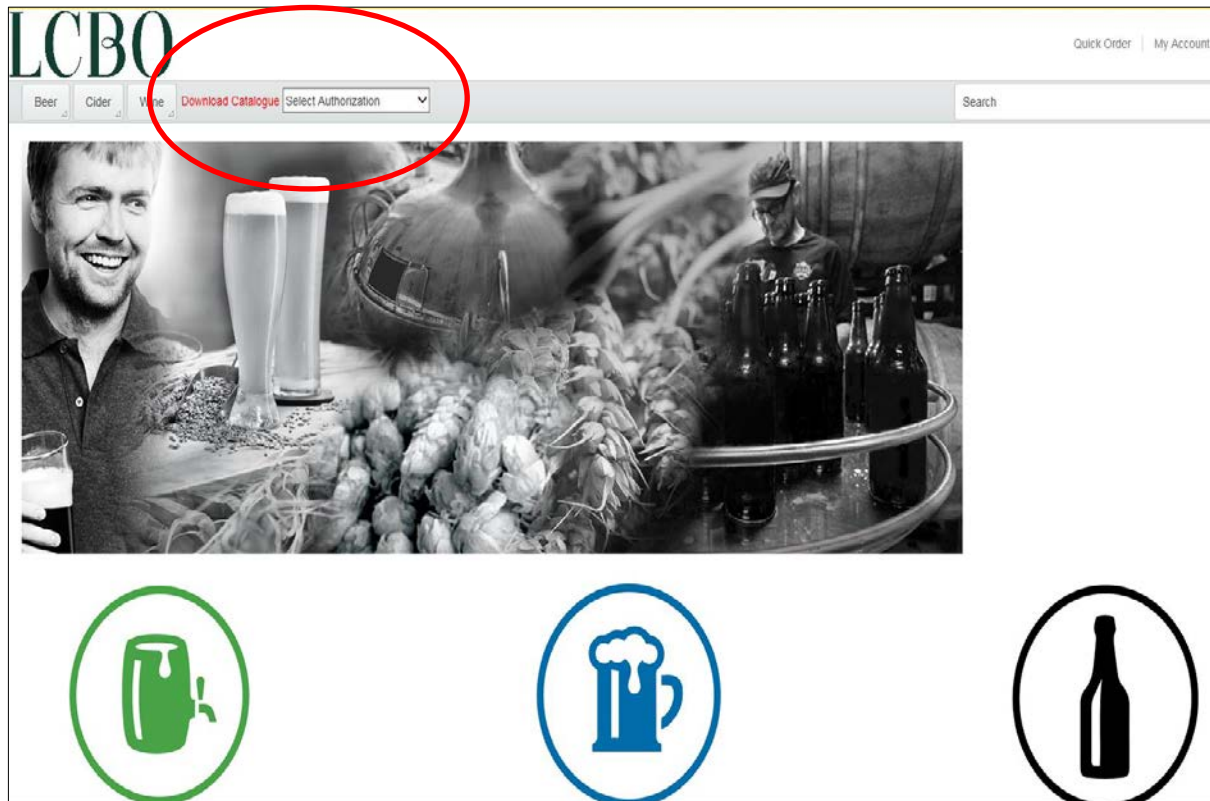 LCBO
Quick Order My Account
Beer Cider Wine Download Catalogue Select Authorization Search